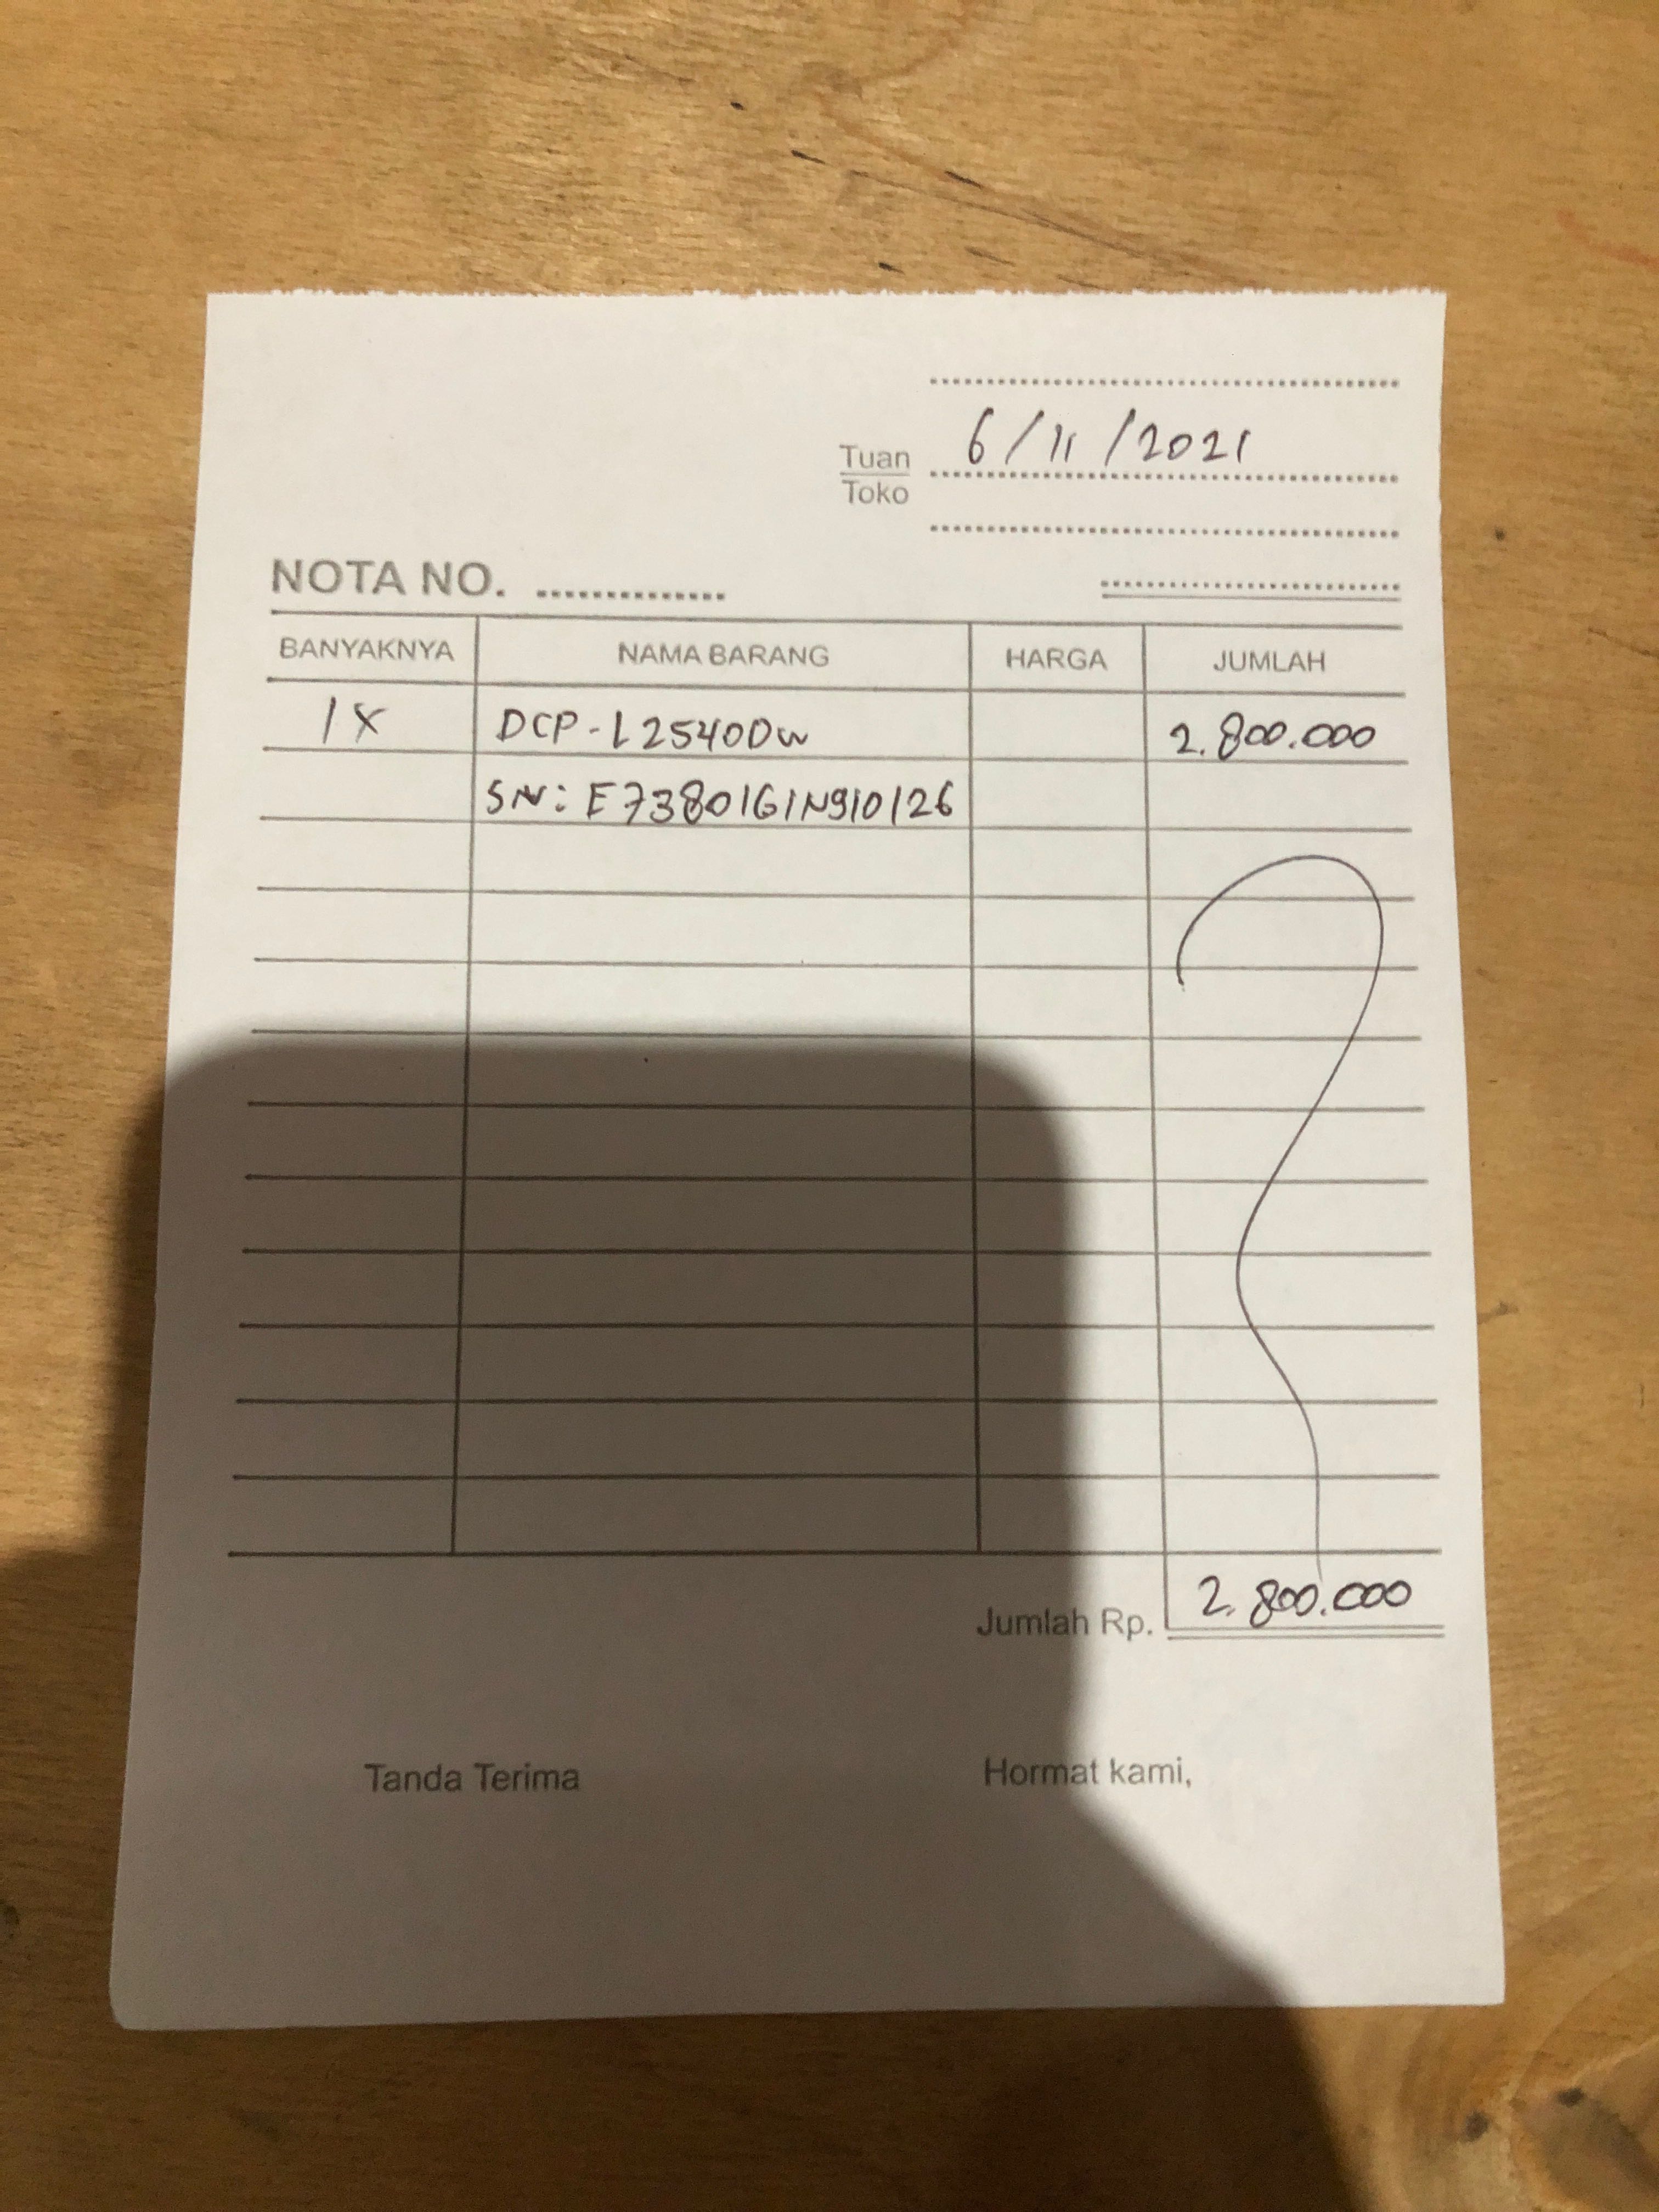 6/11/2021
Tuan
Toko
NOTA NO. ..............
BANYAKNYA NAMA BARANG HARGA JUMLAH
1X DCP-L2540DW 2.800.000
SN: E73801G1N910126
Jumlah Rp. 2.800.000
Tanda Terima Hormat kami,